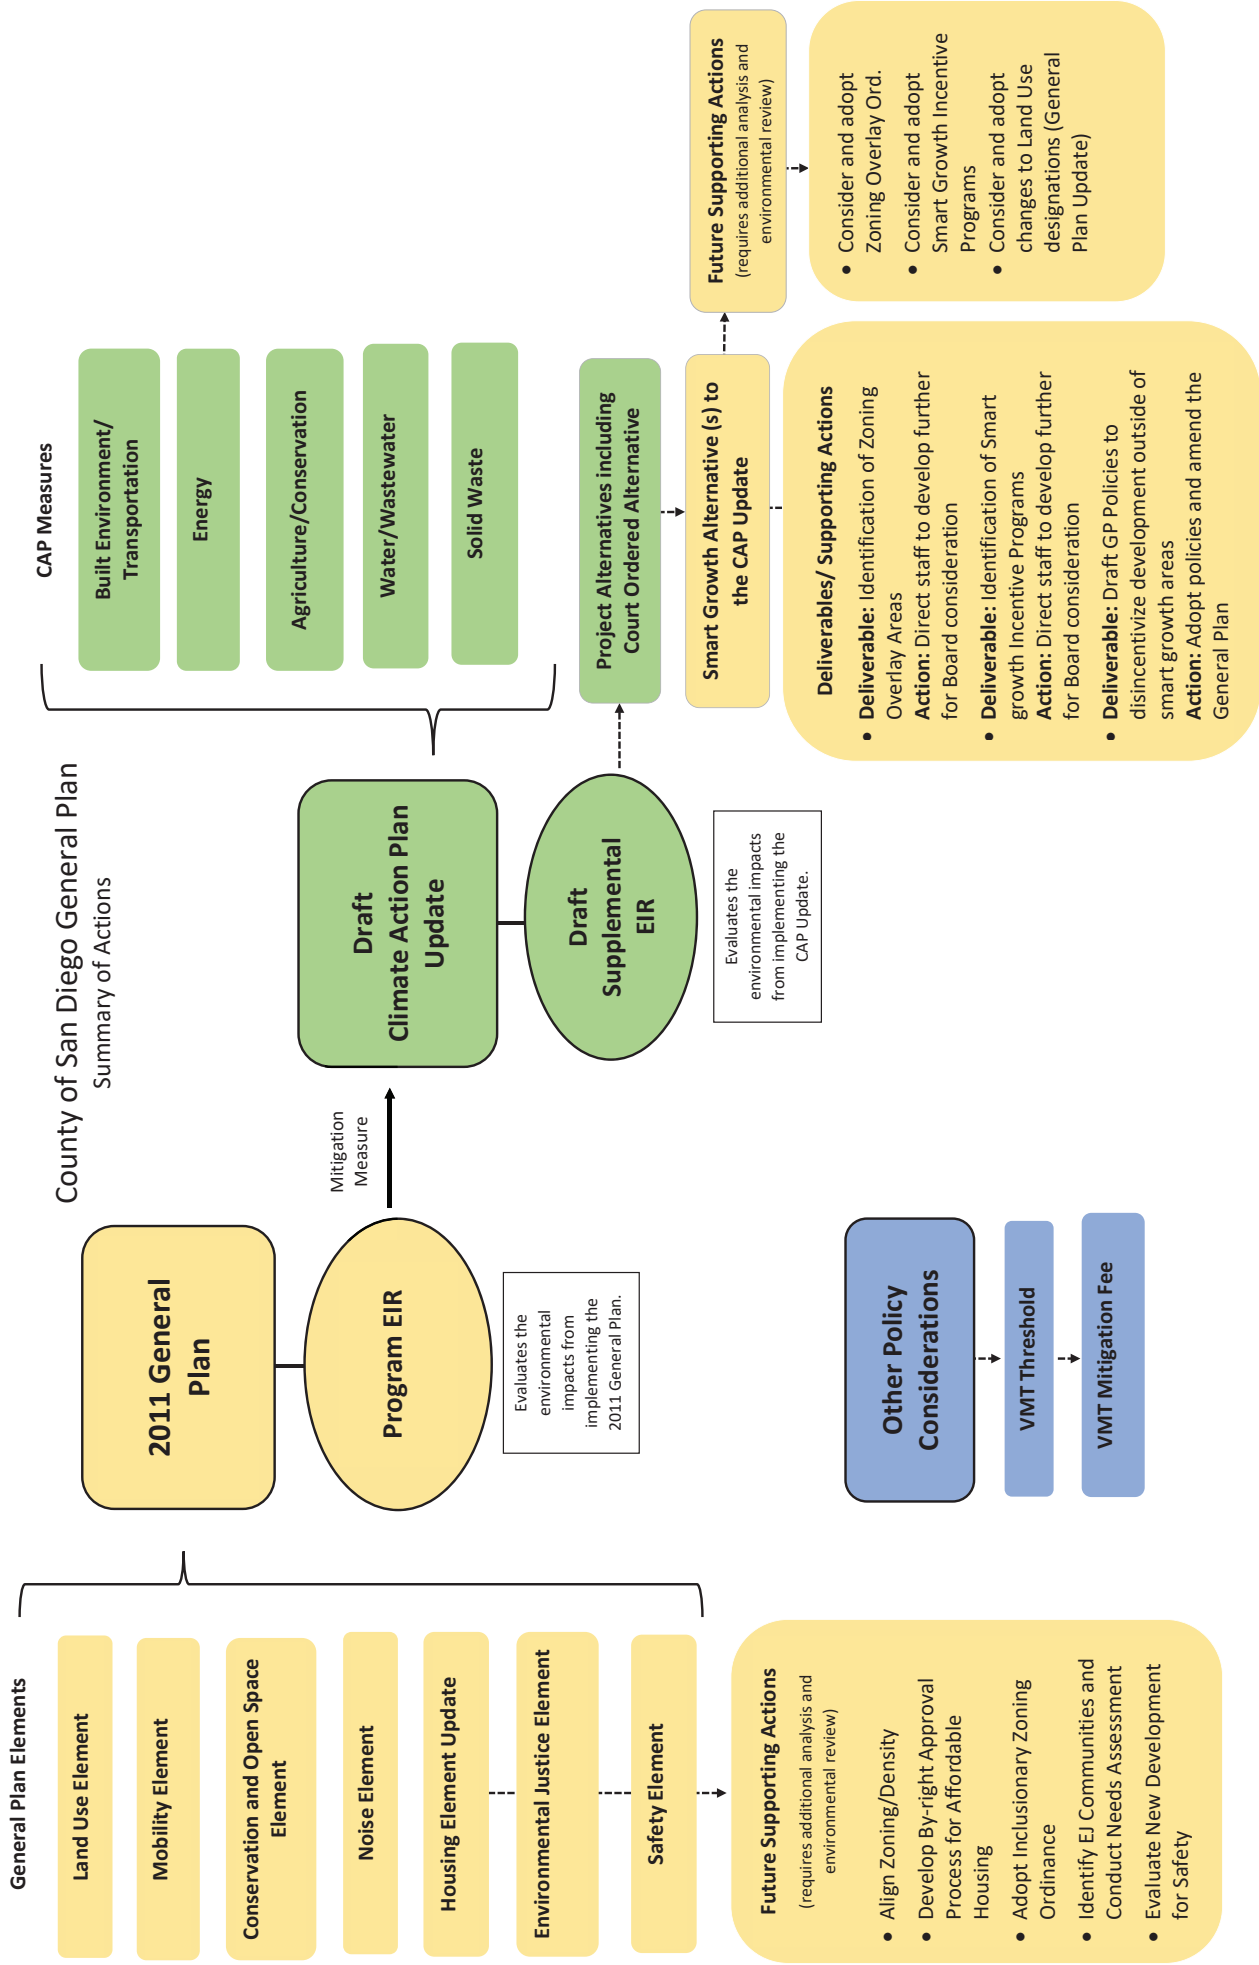 County of San Diego General Plan
Summary of Actions
General Plan Elements
Land Use Element
Mobility Element
Conservation and Open Space
Element
Noise Element
Housing Element Update
Environmental Justice Element
Safety Element
Future Supporting Actions
(requires additional analysis and
environmental review)
• Align Zoning/Density
• Develop By-right Approval
Process for Affordable
Housing
• Adopt Inclusionary Zoning
Ordinance
• Identify EJ Communities and
Conduct Needs Assessment
• Evaluate New Development
for Safety
2011 General
Plan
Program EIR
Evaluates the
environmental
impacts from
implementing the
2011 General Plan.
Mitigation
Measure
Other Policy
Considerations
VMT Threshold
VMT Mitigation Fee
Draft
Climate Action Plan
Update
Draft
Supplemental
EIR
Evaluates the
environmental impacts
from implementing the
CAP Update.
CAP Measures
Built Environment/
Transportation
Energy
Agriculture/Conservation
Water/Wastewater
Solid Waste
Project Alternatives including
Court Ordered Alternative
Smart Growth Alternative (s) to
the CAP Update
Deliverables/ Supporting Actions
• Deliverable: Identification of Zoning
Overlay Areas
Action: Direct staff to develop further
for Board consideration
• Deliverable: Identification of Smart
growth Incentive Programs
Action: Direct staff to develop further
for Board consideration
• Deliverable: Draft GP Policies to
disincentivize development outside of
smart growth areas
Action: Adopt policies and amend the
General Plan
Future Supporting Actions
(requires additional analysis and
environmental review)
• Consider and adopt
Zoning Overlay Ord.
• Consider and adopt
Smart Growth Incentive
Programs
• Consider and adopt
changes to Land Use
designations (General
Plan Update)